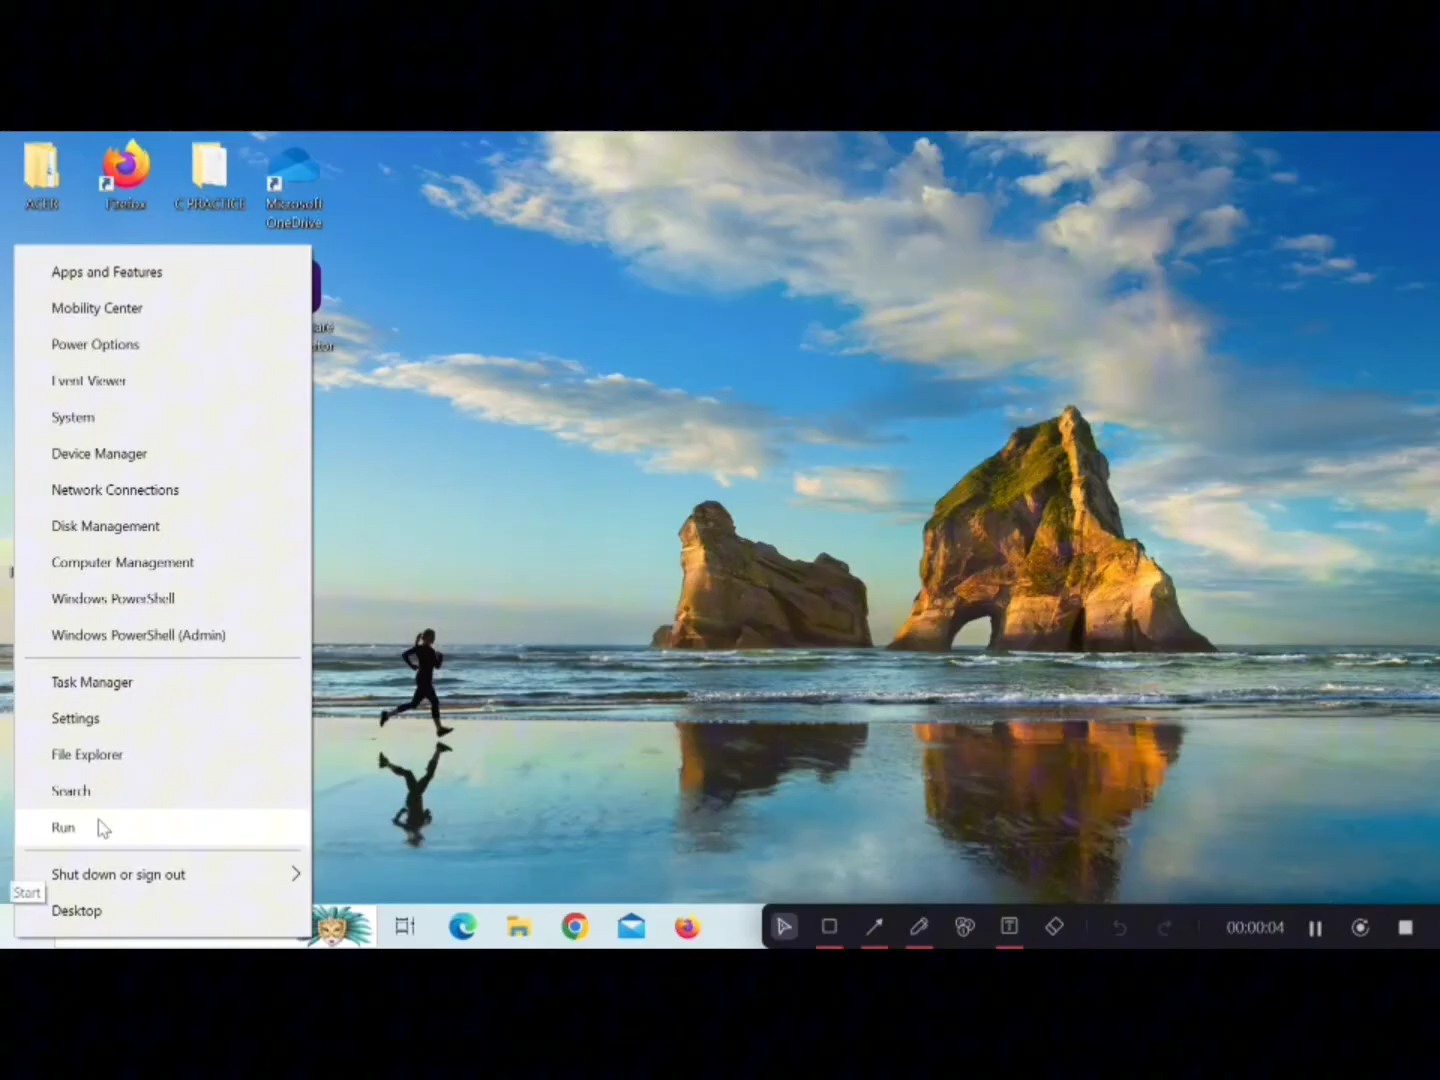 ACER
Firefox
C PRACTICE
Microsoft
OneDrive
Apps and Features
Mobility Center
Power Options
Event Viewer
System
Device Manager
Network Connections
Disk Management
Computer Management
Windows PowerShell
Windows PowerShell (Admin)
Task Manager
Settings
File Explorer
Search
Run
Shut down or sign out
Start
Desktop
00:00:04